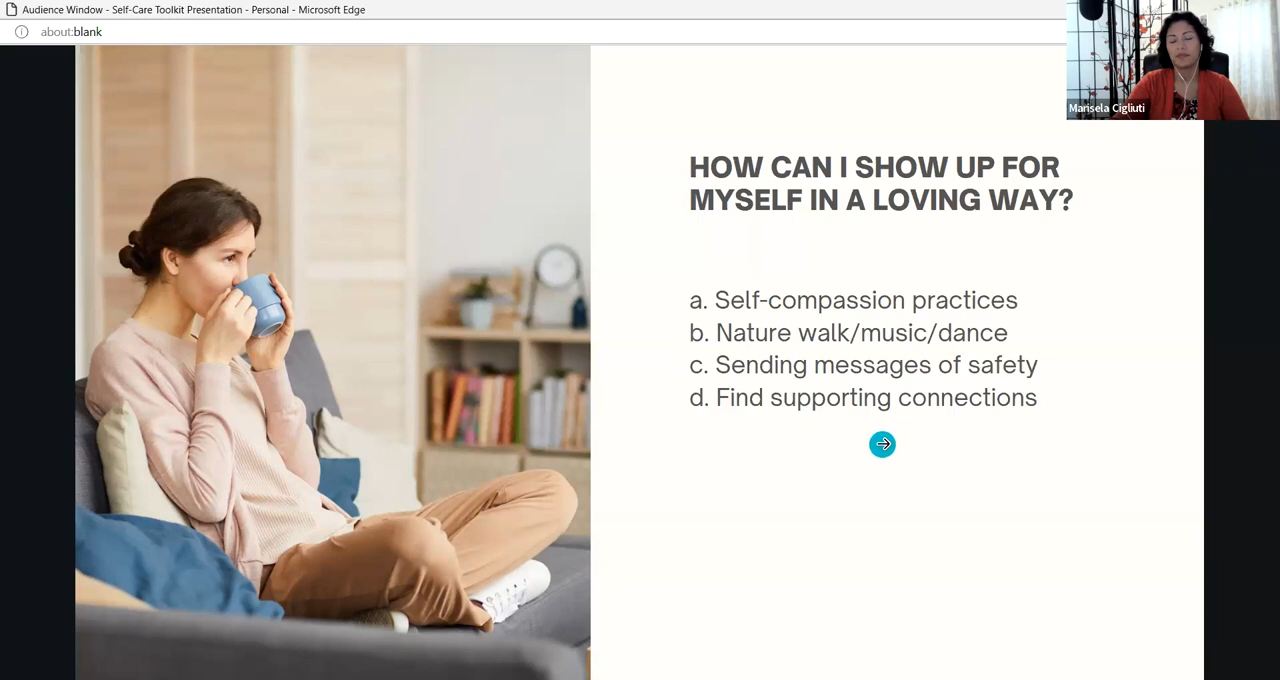 Audience Window - Self-Care Toolkit Presentation - Personal - Microsoft Edge
about:blank
Marisela Cigliuti
HOW CAN I SHOW UP FOR
MYSELF IN A LOVING WAY?
a. Self-compassion practices
b. Nature walk/music/dance
c. Sending messages of safety
d. Find supporting connections